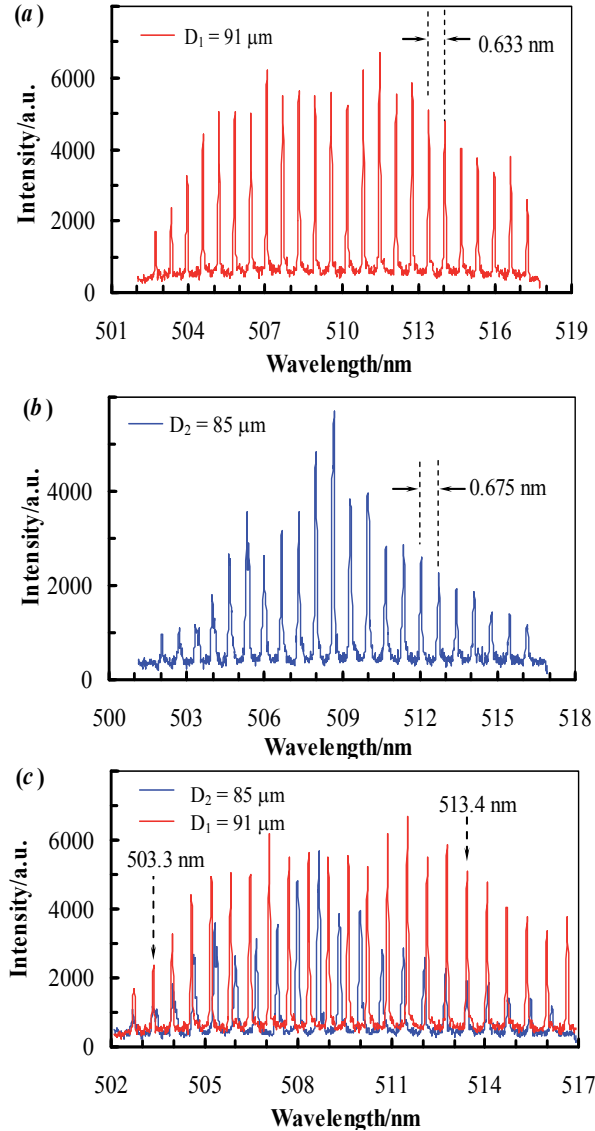 (a)
D₁ = 91 μm
0.633 nm
Intensity/a.u.
6000
4000
2000
0
501 504 507 510 513 516 519
Wavelength/nm
(b)
D₂ = 85 μm
0.675 nm
Intensity/a.u.
4000
2000
0
500 503 506 509 512 515 518
Wavelength/nm
(c)
D₂ = 85 μm
D₁ = 91 μm
513.4 nm
503.3 nm
Intensity/a.u.
6000
4000
2000
0
502 505 508 511 514 517
Wavelength/nm